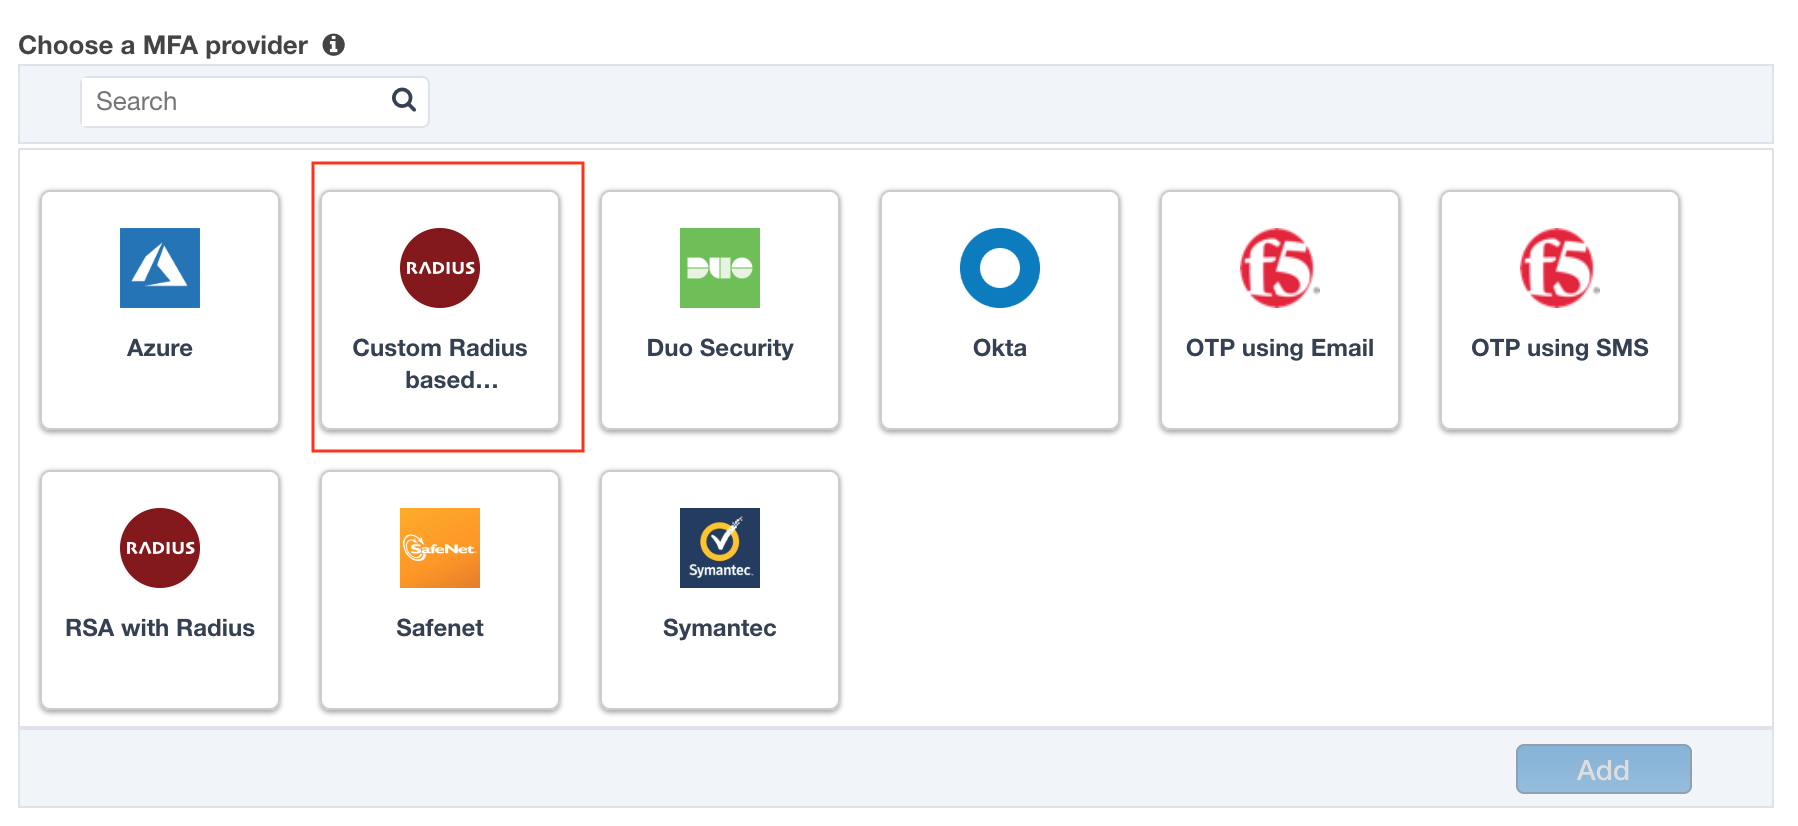 Choose a MFA provider
Search
RADIUS
DUO
f5
f5
Azure
Custom Radius
based...
Duo Security
Okta
OTP using Email
OTP using SMS
RADIUS
SafeNet
Symantec.
RSA with Radius
Safenet
Symantec
Add